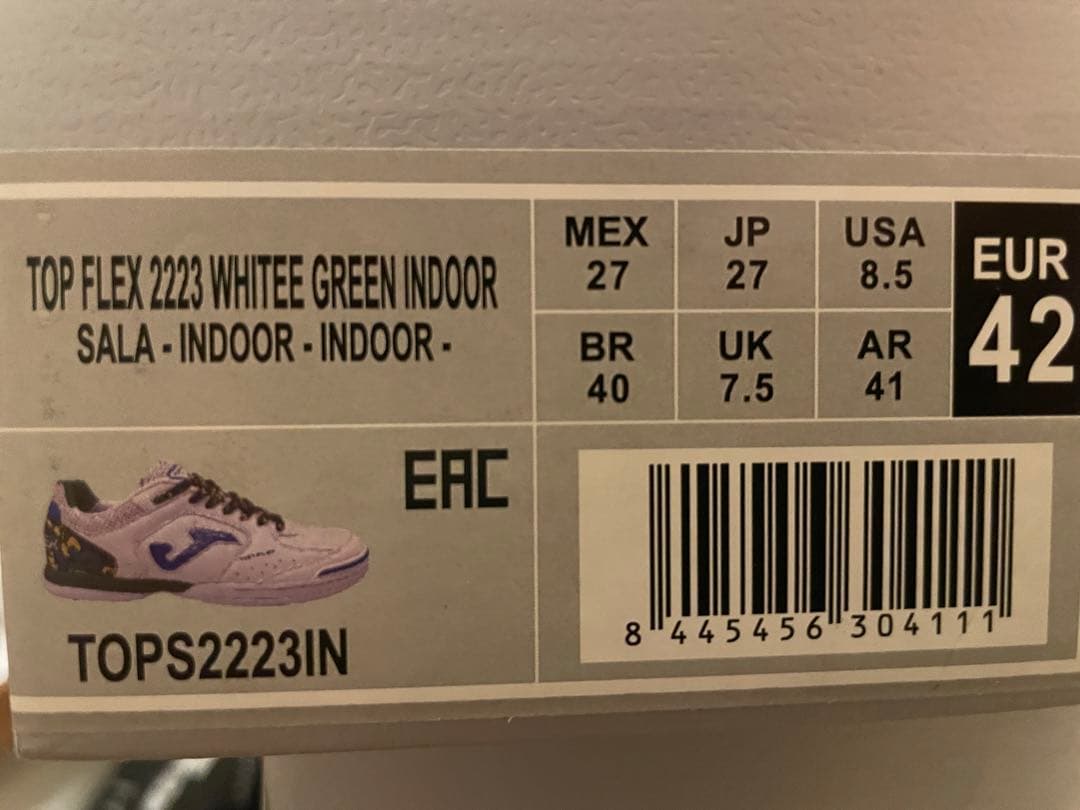 TOP FLEX 2223 WHITEE GREEN INDOOR
SALA - INDOOR - INDOOR -
MEX
27
JP
27
USA
8.5
BR
40
UK
7.5
AR
41
EUR
42
EAC
TOPS2223IN
8 445456 304111